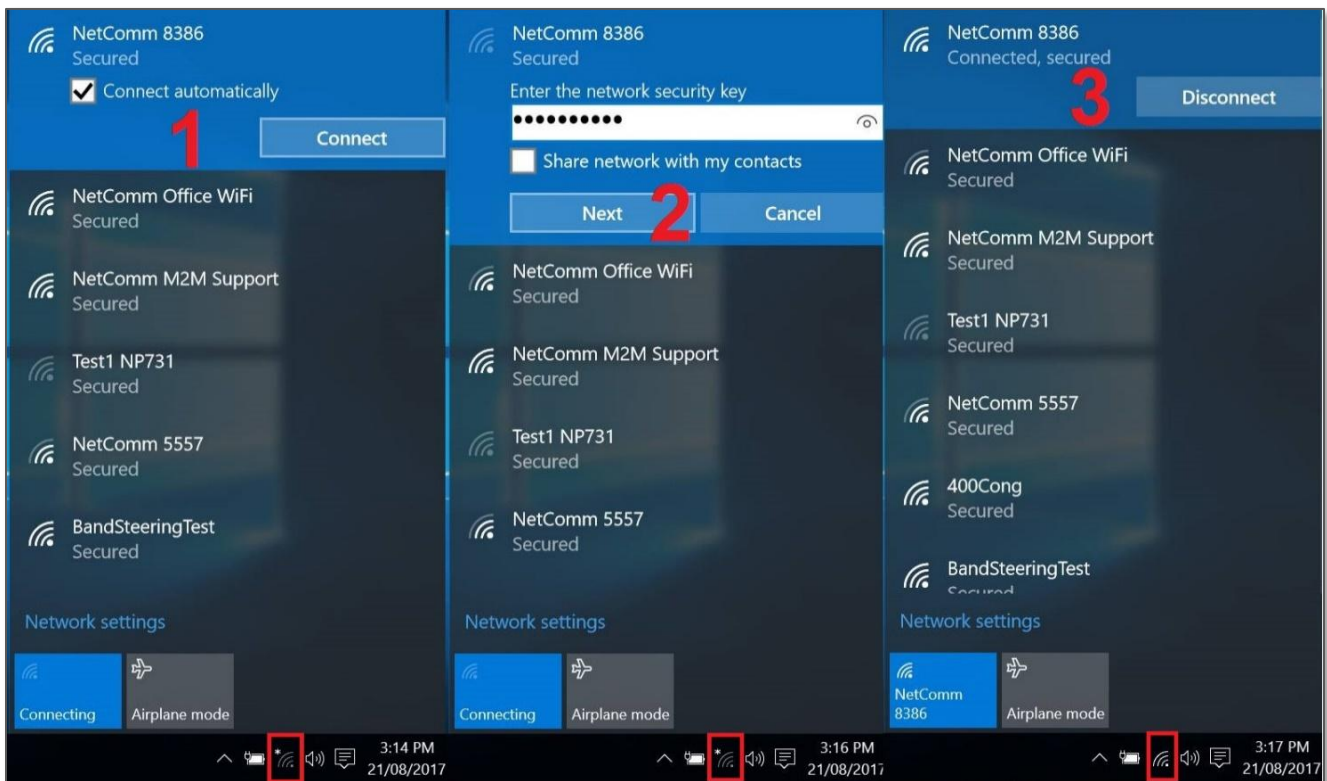 NetComm 8386
Secured
Connect automatically
1
Connect
NetComm Office WiFi
Secured
NetComm M2M Support
Secured
Test1 NP731
Secured
NetComm 5557
Secured
BandSteeringTest
Secured
Network settings
Connecting
Airplane mode
3:14 PM
21/08/2017
NetComm 8386
Secured
Enter the network security key
Share network with my contacts
Next
2
Cancel
NetComm Office WiFi
Secured
NetComm M2M Support
Secured
Test1 NP731
Secured
NetComm 5557
Secured
Network settings
Connecting
Airplane mode
3:16 PM
21/08/2017
NetComm 8386
Connected, secured
3
Disconnect
NetComm Office WiFi
Secured
NetComm M2M Support
Secured
Test1 NP731
Secured
NetComm 5557
Secured
400Cong
Secured
BandSteeringTest
Secured
Network settings
NetComm
8386
Airplane mode
3:17 PM
21/08/2017